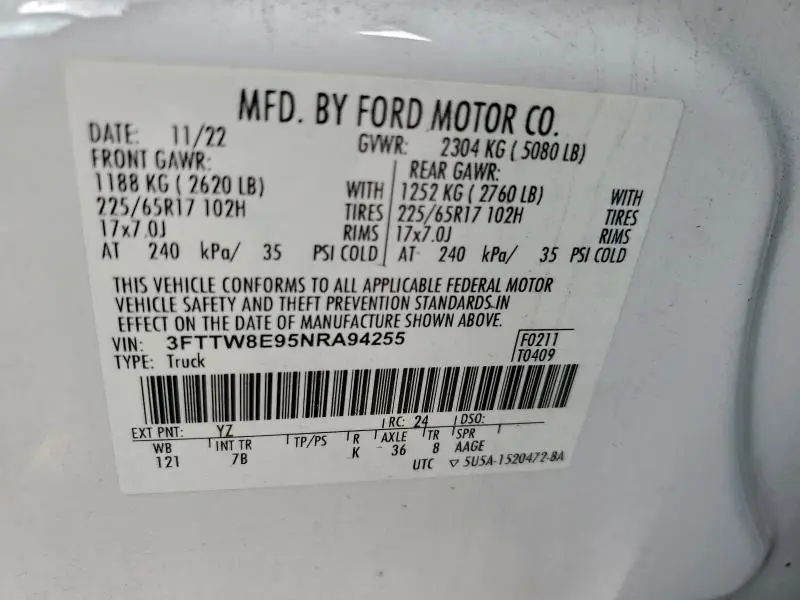 MFD. BY FORD MOTOR CO.
DATE: 11/22 GVWR: 2304 KG ( 5080 LB)
FRONT GAWR: REAR GAWR:
1188 KG ( 2620 LB) WITH 1252 KG ( 2760 LB) WITH
225/65R17 102H TIRES 225/65R17 102H TIRES
17x7.0J RIMS 17x7.0J RIMS
AT 240 kPa/ 35 PSI COLD AT 240 kPa/ 35 PSI COLD
THIS VEHICLE CONFORMS TO ALL APPLICABLE FEDERAL MOTOR
VEHICLE SAFETY AND THEFT PREVENTION STANDARDS IN
EFFECT ON THE DATE OF MANUFACTURE SHOWN ABOVE.
VIN: 3FTTW8E95NRA94255 F0211
TYPE: Truck T0409
EXT PNT: YZ RC: 24 DSO:
WB INT TR TP/PS R AXLE TR SPR
121 7B K 36 8 AAGE
UTC ▽ 5U5A-1520472-BA